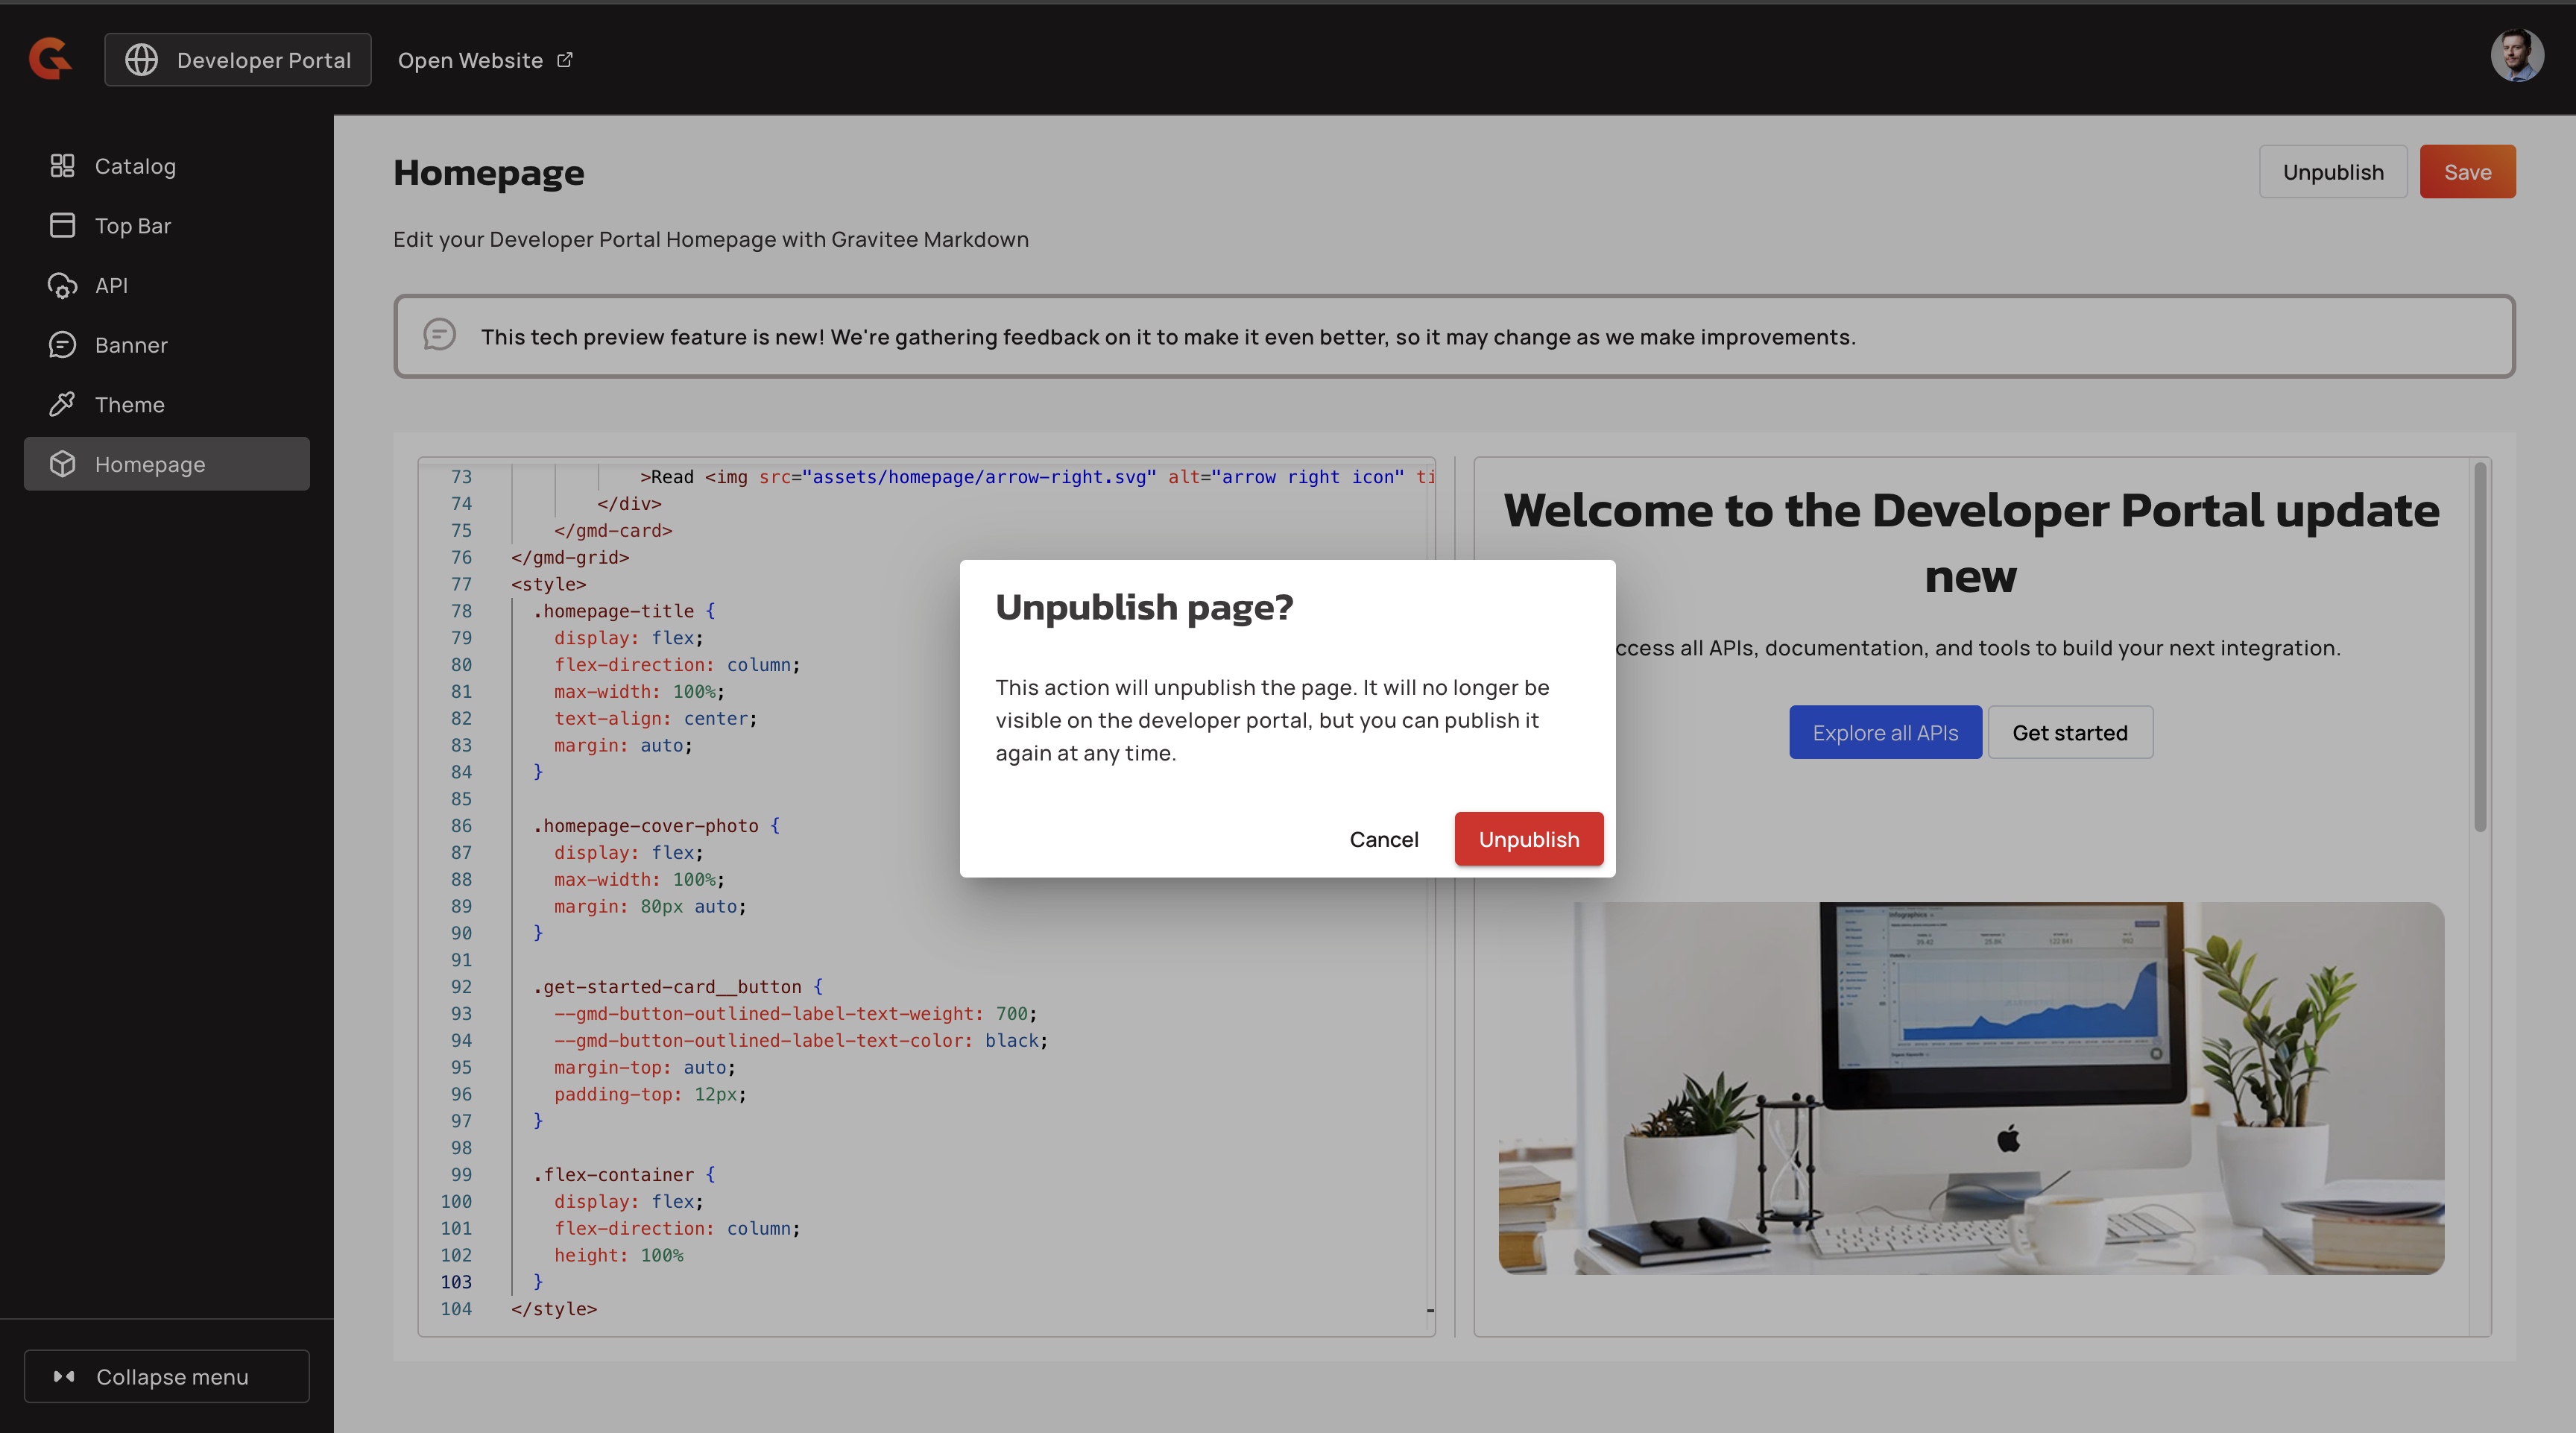 Developer Portal
Open Website
Catalog
Top Bar
API
Banner
Theme
Homepage
Collapse menu
Homepage
Unpublish
Save
Edit your Developer Portal Homepage with Gravitee Markdown
This tech preview feature is new! We're gathering feedback on it to make it even better, so it may change as we make improvements.
73 >Read <img src="assets/homepage/arrow-right.svg" alt="arrow right icon" ti
74 </div>
75 </gmd-card>
76 </gmd-grid>
77 <style>
78 .homepage-title {
79 display: flex;
80 flex-direction: column;
81 max-width: 100%;
82 text-align: center;
83 margin: auto;
84 }
85
86 .homepage-cover-photo {
87 display: flex;
88 max-width: 100%;
89 margin: 80px auto;
90 }
91
92 .get-started-card__button {
93 --gmd-button-outlined-label-text-weight: 700;
94 --gmd-button-outlined-label-text-color: black;
95 margin-top: auto;
96 padding-top: 12px;
97 }
98
99 .flex-container {
100 display: flex;
101 flex-direction: column;
102 height: 100%
103 }
104 </style>
Unpublish page?
This action will unpublish the page. It will no longer be
visible on the developer portal, but you can publish it
again at any time.
Cancel
Unpublish
Welcome to the Developer Portal update
new
ccess all APIs, documentation, and tools to build your next integration.
Explore all APIs
Get started
Infographics